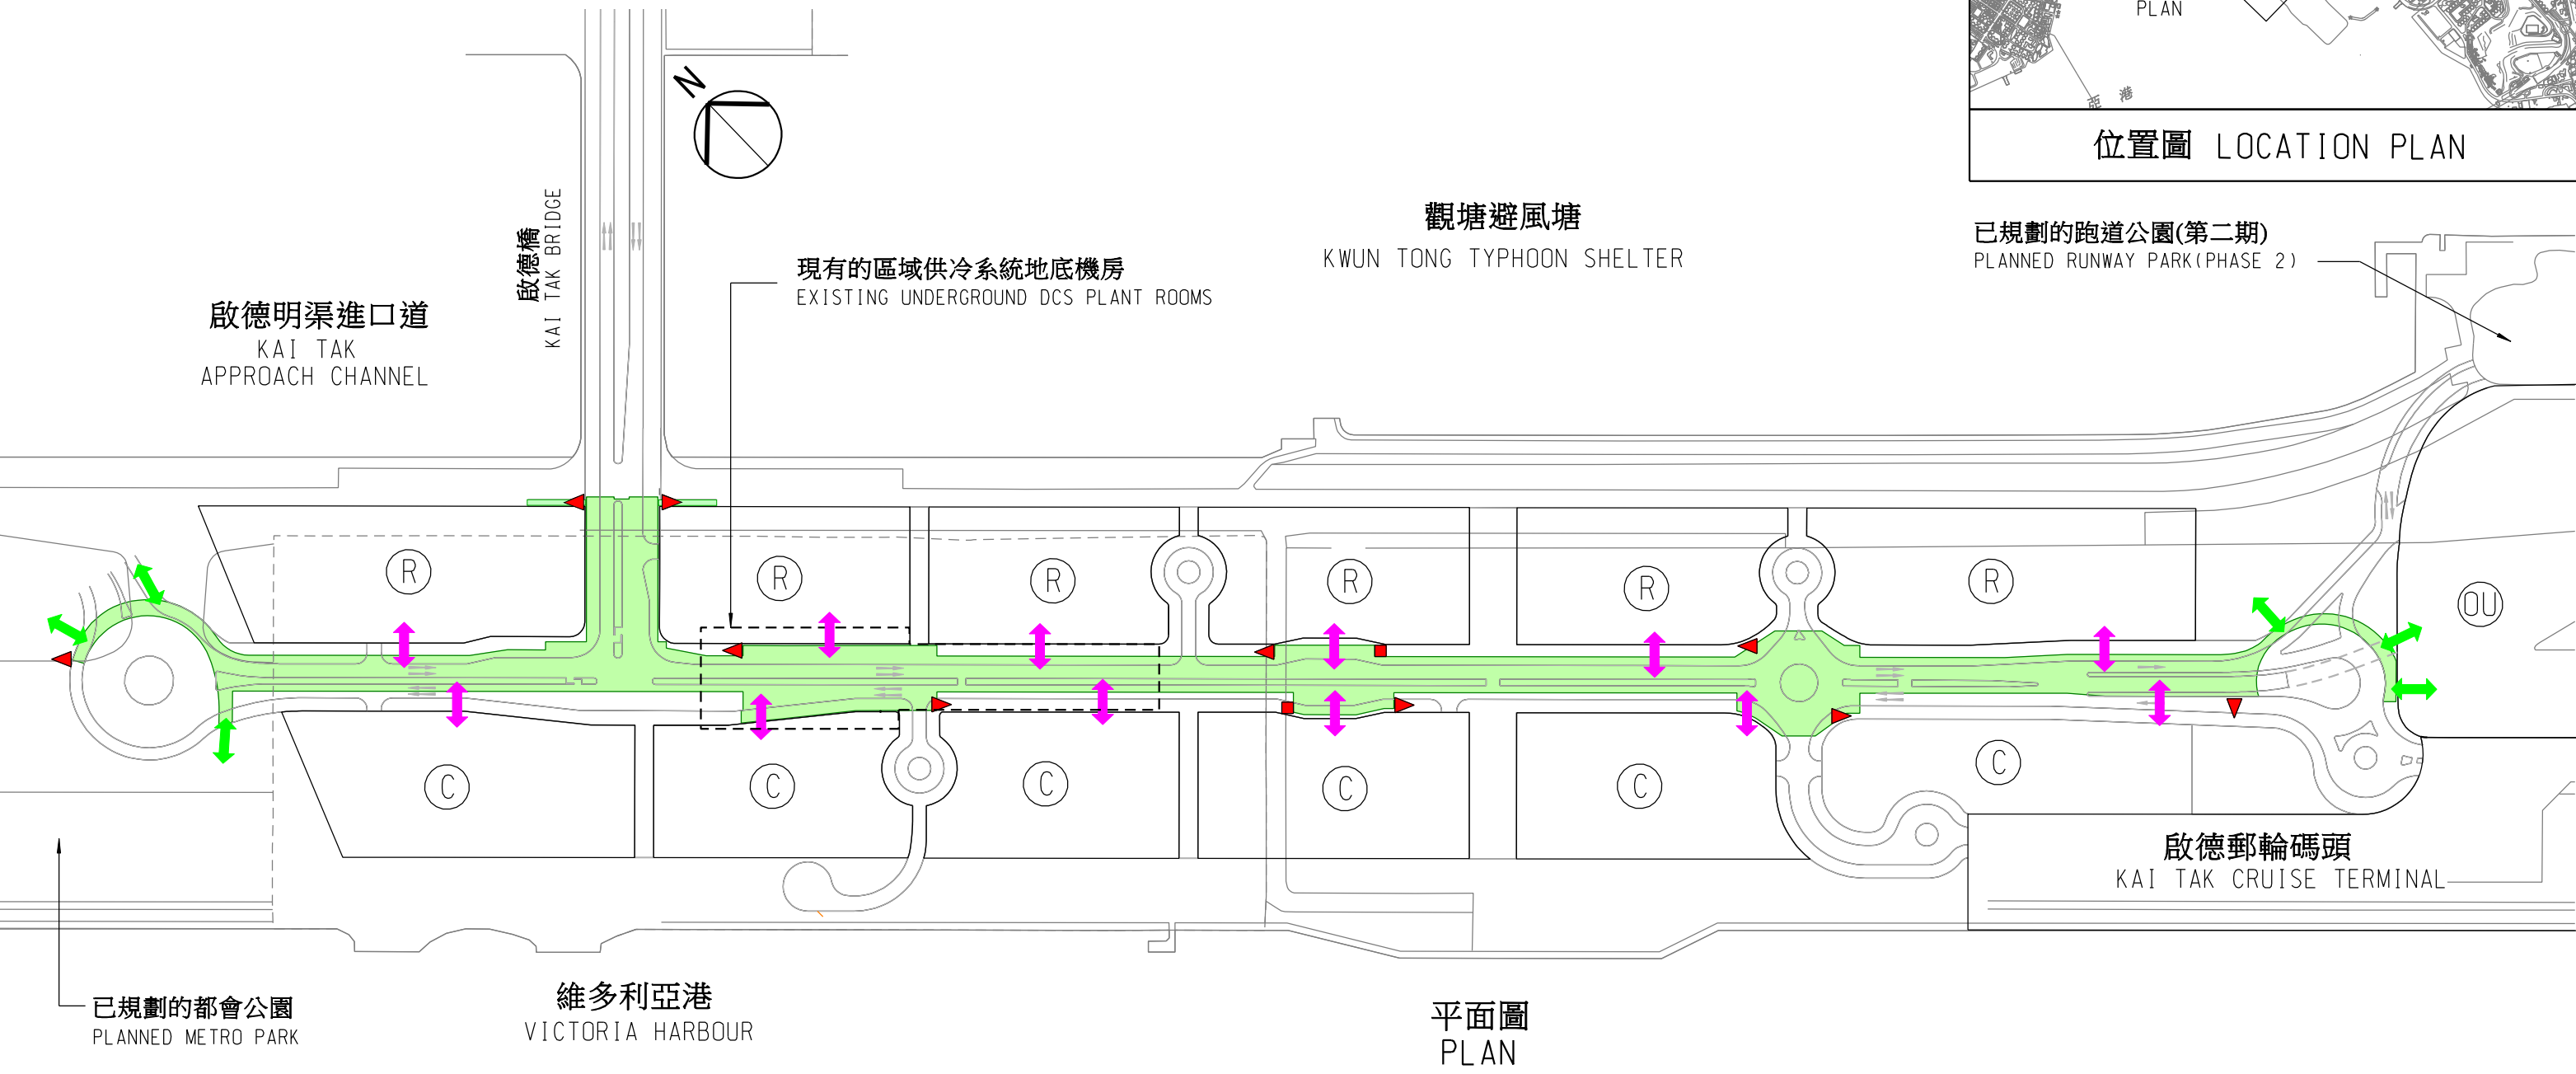 PLAN
亞 港
位置圖 LOCATION PLAN
N
啟德橋
KAI TAK BRIDGE
觀塘避風塘
KWUN TONG TYPHOON SHELTER
已規劃的跑道公園(第二期)
PLANNED RUNWAY PARK(PHASE 2)
現有的區域供冷系統地底機房
EXISTING UNDERGROUND DCS PLANT ROOMS
啟德明渠進口道
KAI TAK
APPROACH CHANNEL
R
R
R
R
R
R
OU
C
C
C
C
C
C
啟德郵輪碼頭
KAI TAK CRUISE TERMINAL
已規劃的都會公園
PLANNED METRO PARK
維多利亞港
VICTORIA HARBOUR
平面圖
PLAN